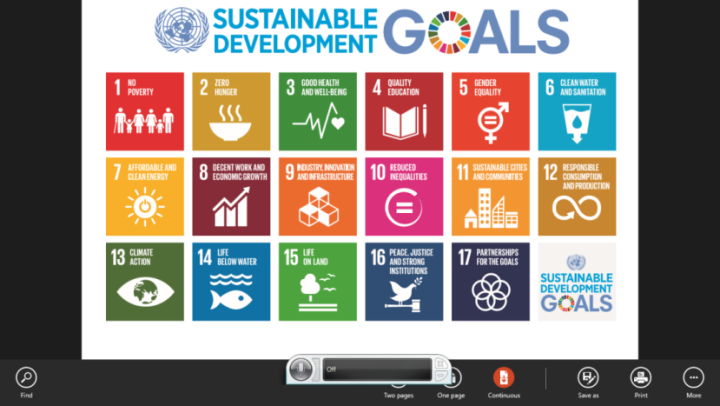 SUSTAINABLE
DEVELOPMENT
GOALS
1 NO
POVERTY
2 ZERO
HUNGER
3 GOOD HEALTH
AND WELL-BEING
4 QUALITY
EDUCATION
5 GENDER
EQUALITY
6 CLEAN WATER
AND SANITATION
7 AFFORDABLE AND
CLEAN ENERGY
8 DECENT WORK AND
ECONOMIC GROWTH
9 INDUSTRY, INNOVATION
AND INFRASTRUCTURE
10 REDUCED
INEQUALITIES
11 SUSTAINABLE CITIES
AND COMMUNITIES
12 RESPONSIBLE
CONSUMPTION
AND PRODUCTION
13 CLIMATE
ACTION
14 LIFE
BELOW WATER
15 LIFE
ON LAND
16 PEACE, JUSTICE
AND STRONG
INSTITUTIONS
17 PARTNERSHIPS
FOR THE GOALS
SUSTAINABLE
DEVELOPMENT
GOALS
Off
Find
Two pages
One page
Continuous
Save as
Print
More